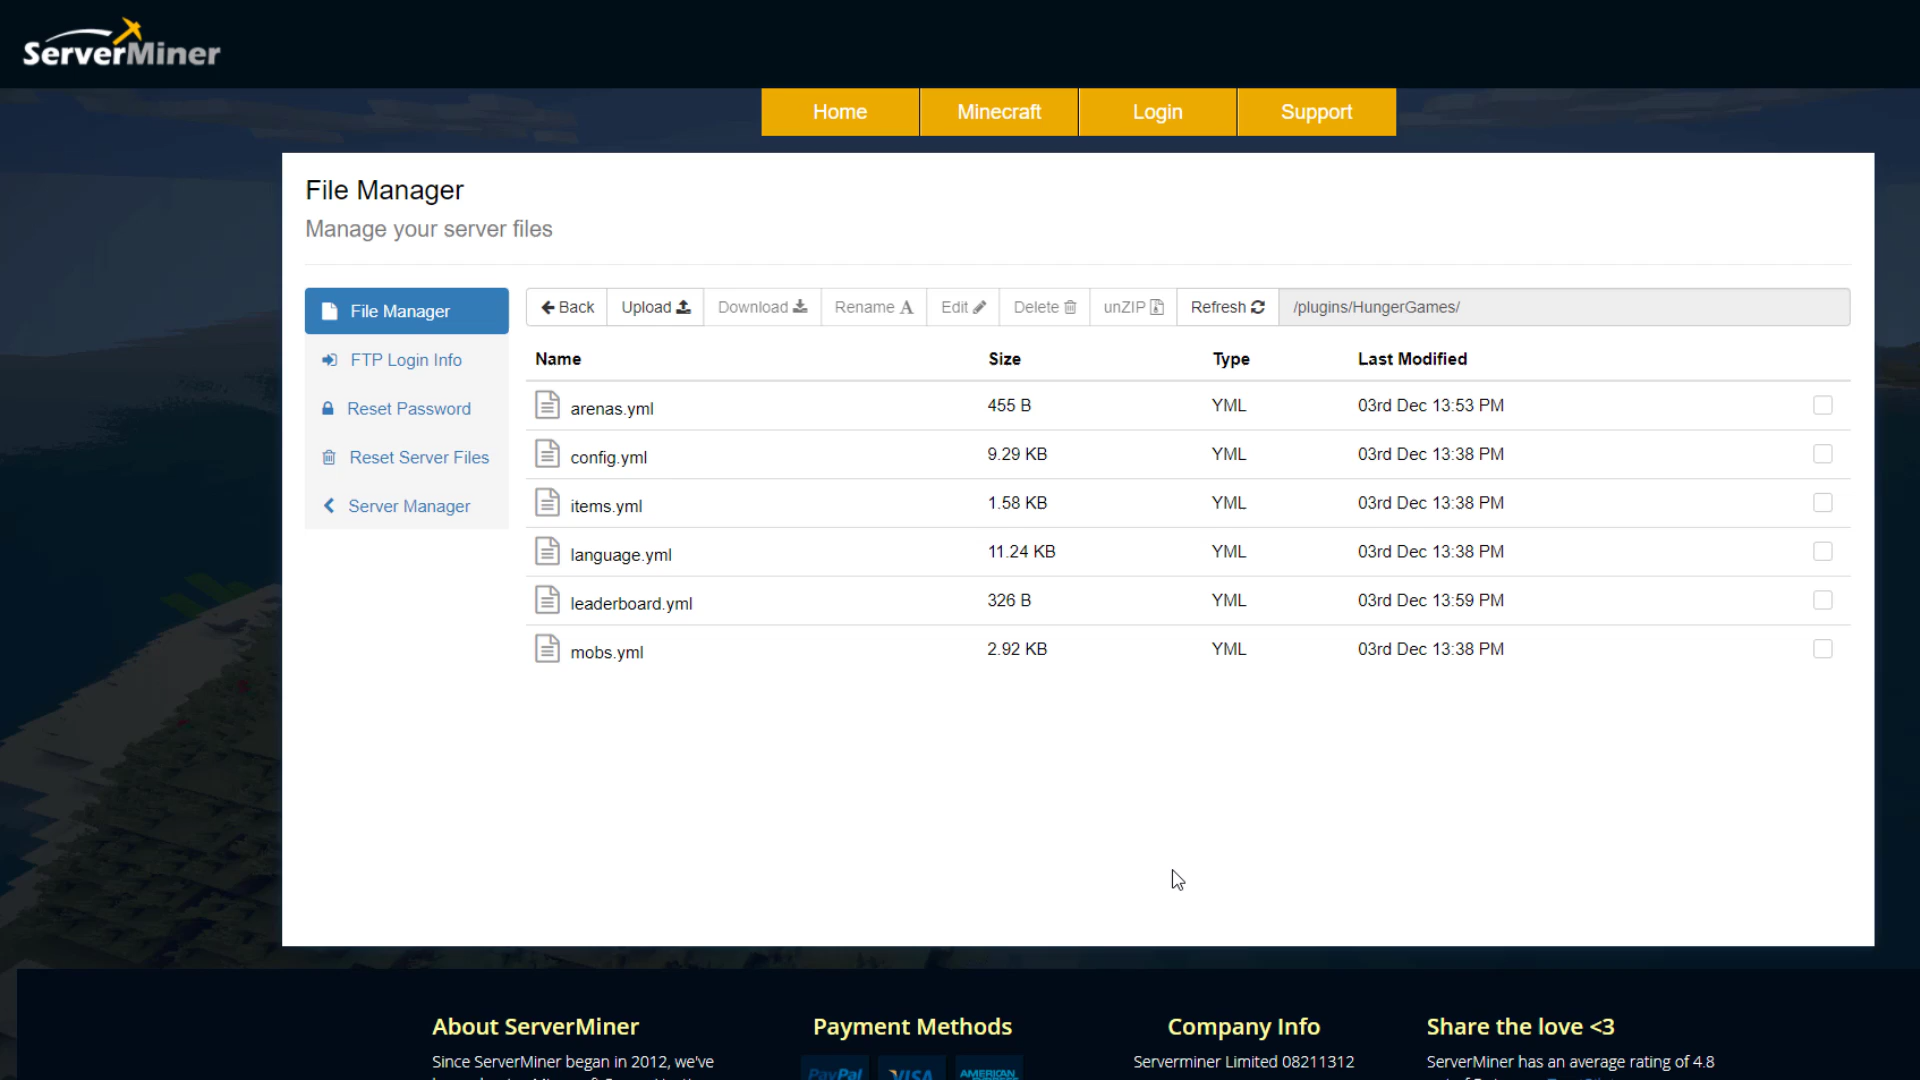 ServerMiner
Home Minecraft Login Support
File Manager
Manage your server files
File Manager
FTP Login Info
Reset Password
Reset Server Files
Server Manager
Back Upload Download Rename Edit Delete unZIP Refresh /plugins/HungerGames/
Name Size Type Last Modified
arenas.yml 455 B YML 03rd Dec 13:53 PM
config.yml 9.29 KB YML 03rd Dec 13:38 PM
items.yml 1.58 KB YML 03rd Dec 13:38 PM
language.yml 11.24 KB YML 03rd Dec 13:38 PM
leaderboard.yml 326 B YML 03rd Dec 13:59 PM
mobs.yml 2.92 KB YML 03rd Dec 13:38 PM
About ServerMiner Payment Methods Company Info Share the love <3
Since ServerMiner began in 2012, we've PayPal VISA AMERICAN Serverminer Limited 08211312 ServerMiner has an average rating of 4.8